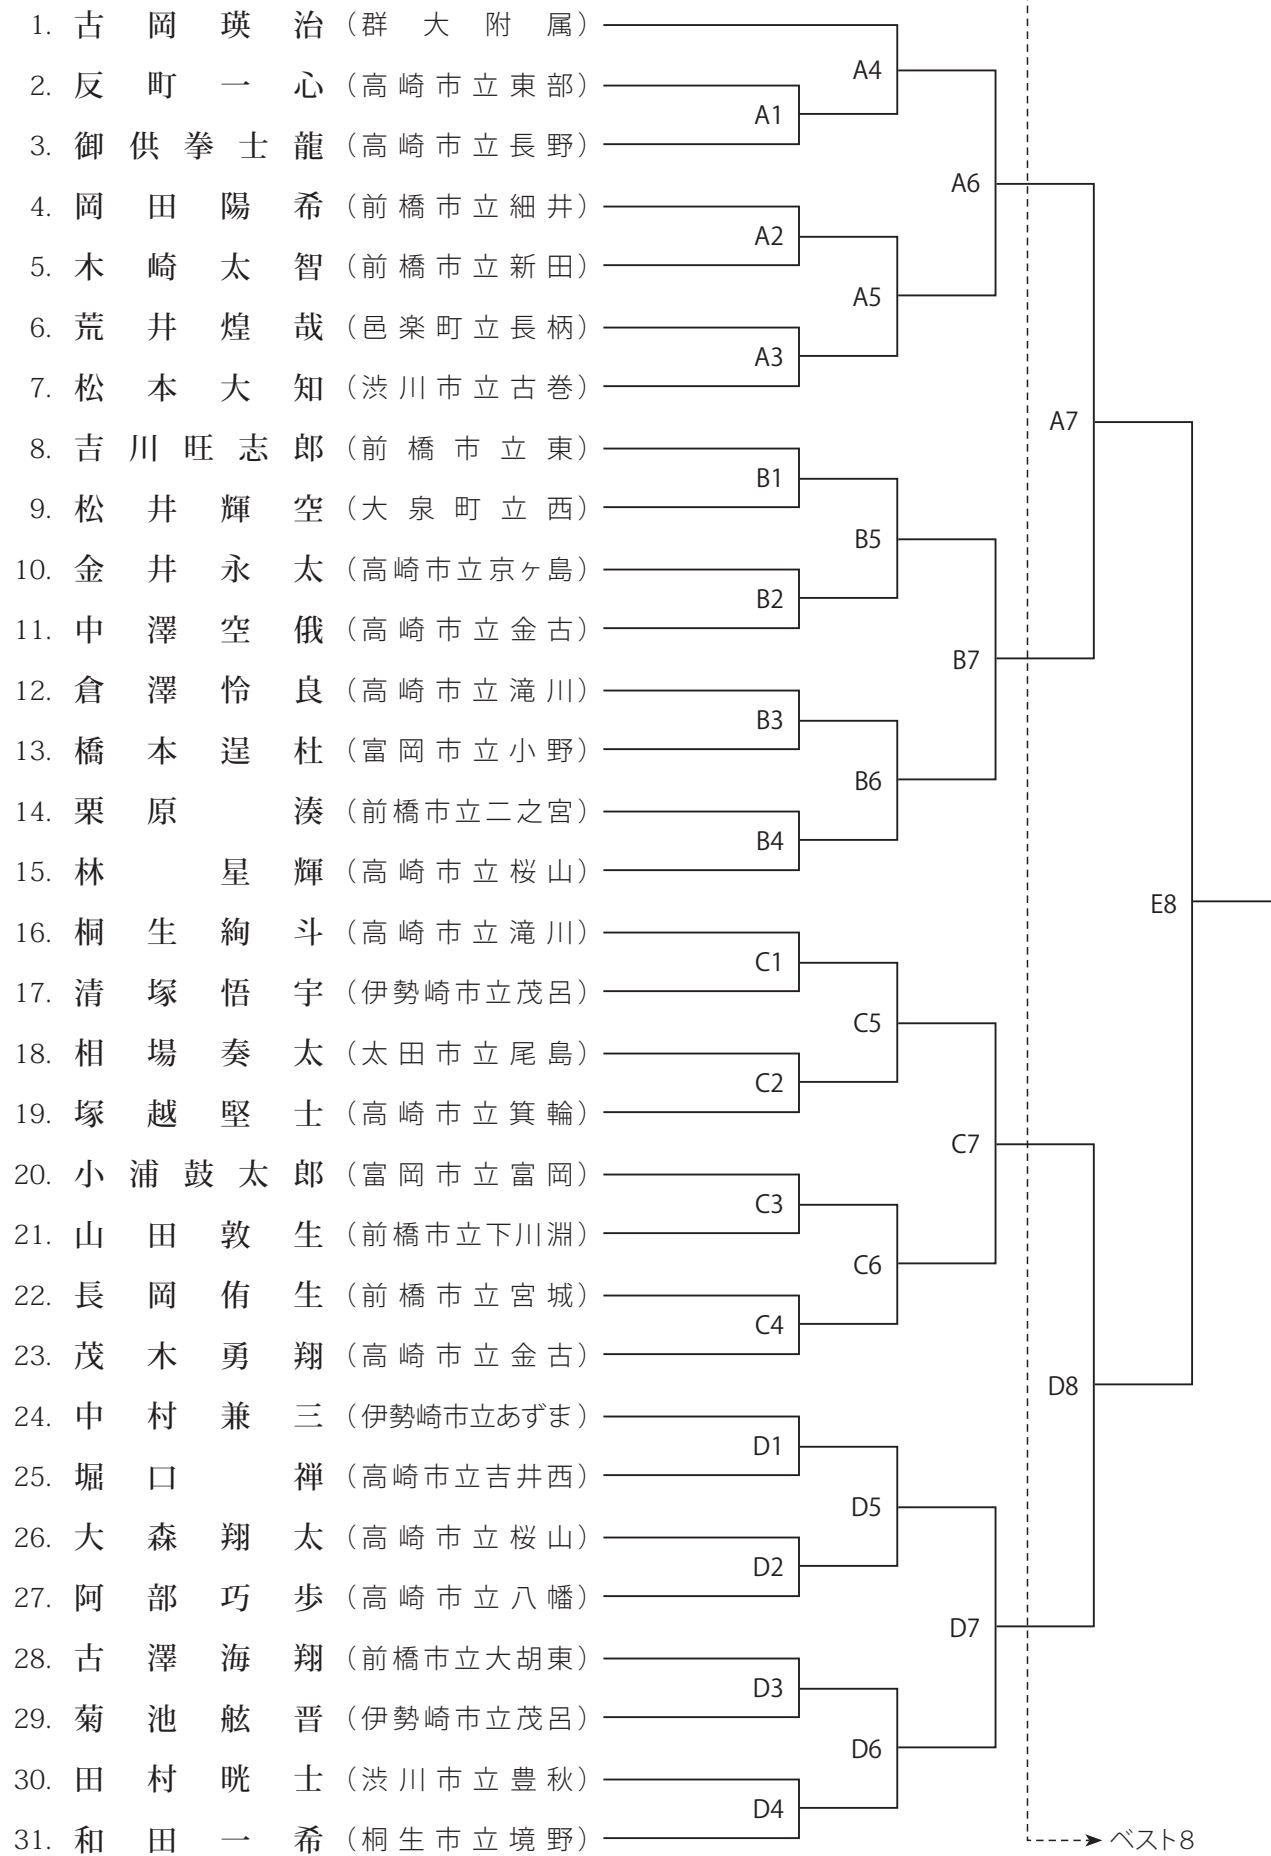 1. 古岡瑛治（群大附属）
2. 反町一心（高崎市立東部）
3. 御供拳士龍（高崎市立長野）
4. 岡田陽希（前橋市立細井）
5. 木崎太智（前橋市立新田）
6. 荒井煌哉（邑楽町立長柄）
7. 松本大知（渋川市立古巻）
8. 吉川旺志郎（前橋市立東）
9. 松井輝空（大泉町立西）
10. 金井永太（高崎市立京ヶ島）
11. 中澤空俄（高崎市立金古）
12. 倉澤怜良（高崎市立滝川）
13. 橋本逞杜（富岡市立小野）
14. 栗原湊（前橋市立二之宮）
15. 林星輝（高崎市立桜山）
16. 桐生絢斗（高崎市立滝川）
17. 清塚悟宇（伊勢崎市立茂呂）
18. 相場奏太（太田市立尾島）
19. 塚越堅士（高崎市立箕輪）
20. 小浦鼓太郎（富岡市立富岡）
21. 山田敦生（前橋市立下川淵）
22. 長岡侑生（前橋市立宮城）
23. 茂木勇翔（高崎市立金古）
24. 中村兼三（伊勢崎市立あずま）
25. 堀口禅（高崎市立吉井西）
26. 大森翔太（高崎市立桜山）
27. 阿部巧歩（高崎市立八幡）
28. 古澤海翔（前橋市立大胡東）
29. 菊池舷晋（伊勢崎市立茂呂）
30. 田村晄士（渋川市立豊秋）
31. 和田一希（桐生市立境野）
A1
A2
A3
B1
B2
B3
B4
C1
C2
C3
C4
D1
D2
D3
D4
A4
A5
B5
B6
C5
C6
D5
D6
A6
B7
C7
D7
A7
D8
E8
ベスト8